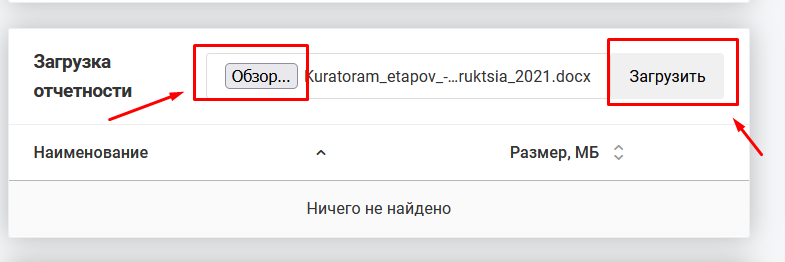 Загрузка
отчетности
Обзор... Kuratoram_etapov_-...ruktsia_2021.docx Загрузить
Наименование Размер, МБ
Ничего не найдено